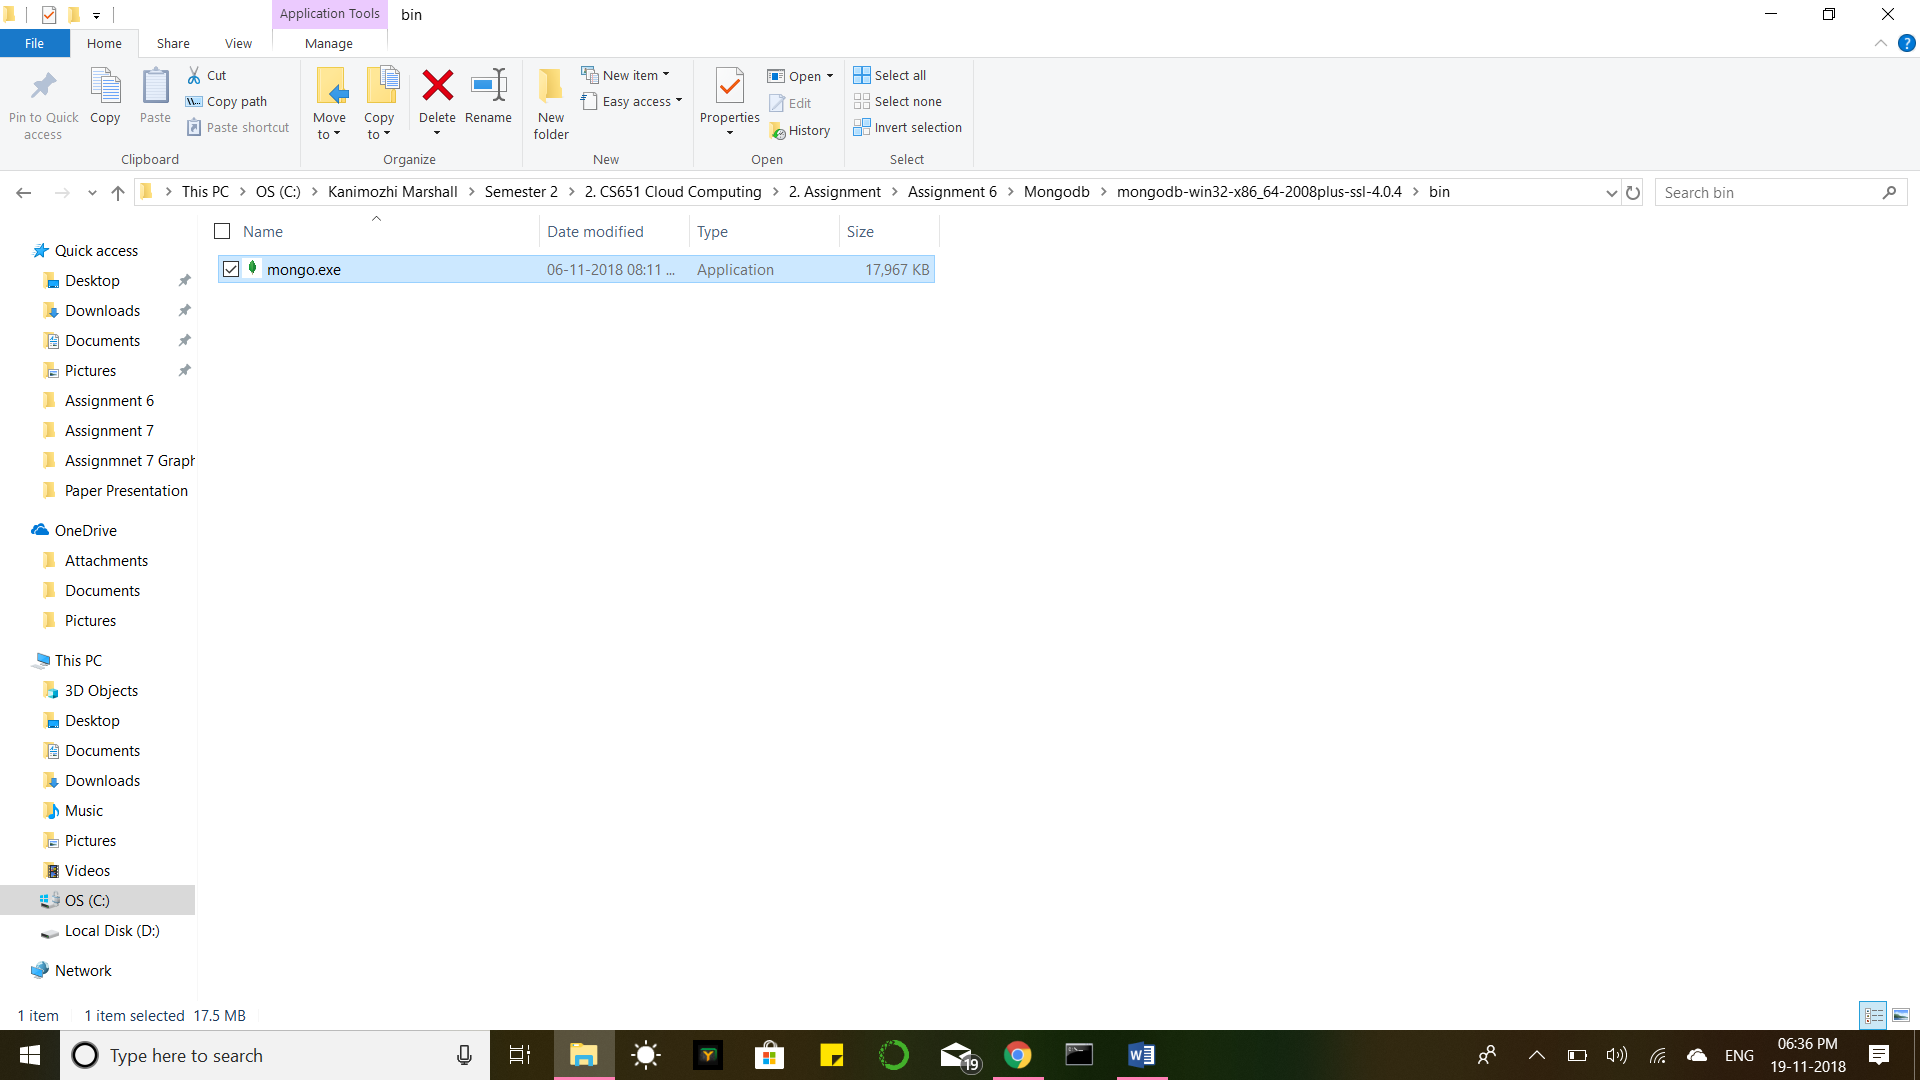 Application Tools
bin
File
Home
Share
View
Manage
Pin to Quick access
Copy
Paste
Cut
Copy path
Paste shortcut
Clipboard
Move to
Copy to
Delete
Rename
Organize
New folder
New item
Easy access
New
Properties
Open
Edit
History
Open
Select all
Select none
Invert selection
Select
This PC > OS (C:) > Kanimozhi Marshall > Semester 2 > 2. CS651 Cloud Computing > 2. Assignment > Assignment 6 > Mongodb > mongodb-win32-x86_64-2008plus-ssl-4.0.4 > bin
Search bin
Name Date modified Type Size
mongo.exe 06-11-2018 08:11 ... Application 17,967 KB
Quick access
Desktop
Downloads
Documents
Pictures
Assignment 6
Assignment 7
Assignmnet 7 Graph
Paper Presentation
OneDrive
Attachments
Documents
Pictures
This PC
3D Objects
Desktop
Documents
Downloads
Music
Pictures
Videos
OS (C:)
Local Disk (D:)
Network
1 item 1 item selected 17.5 MB
Type here to search
19
ENG
06:36 PM
19-11-2018